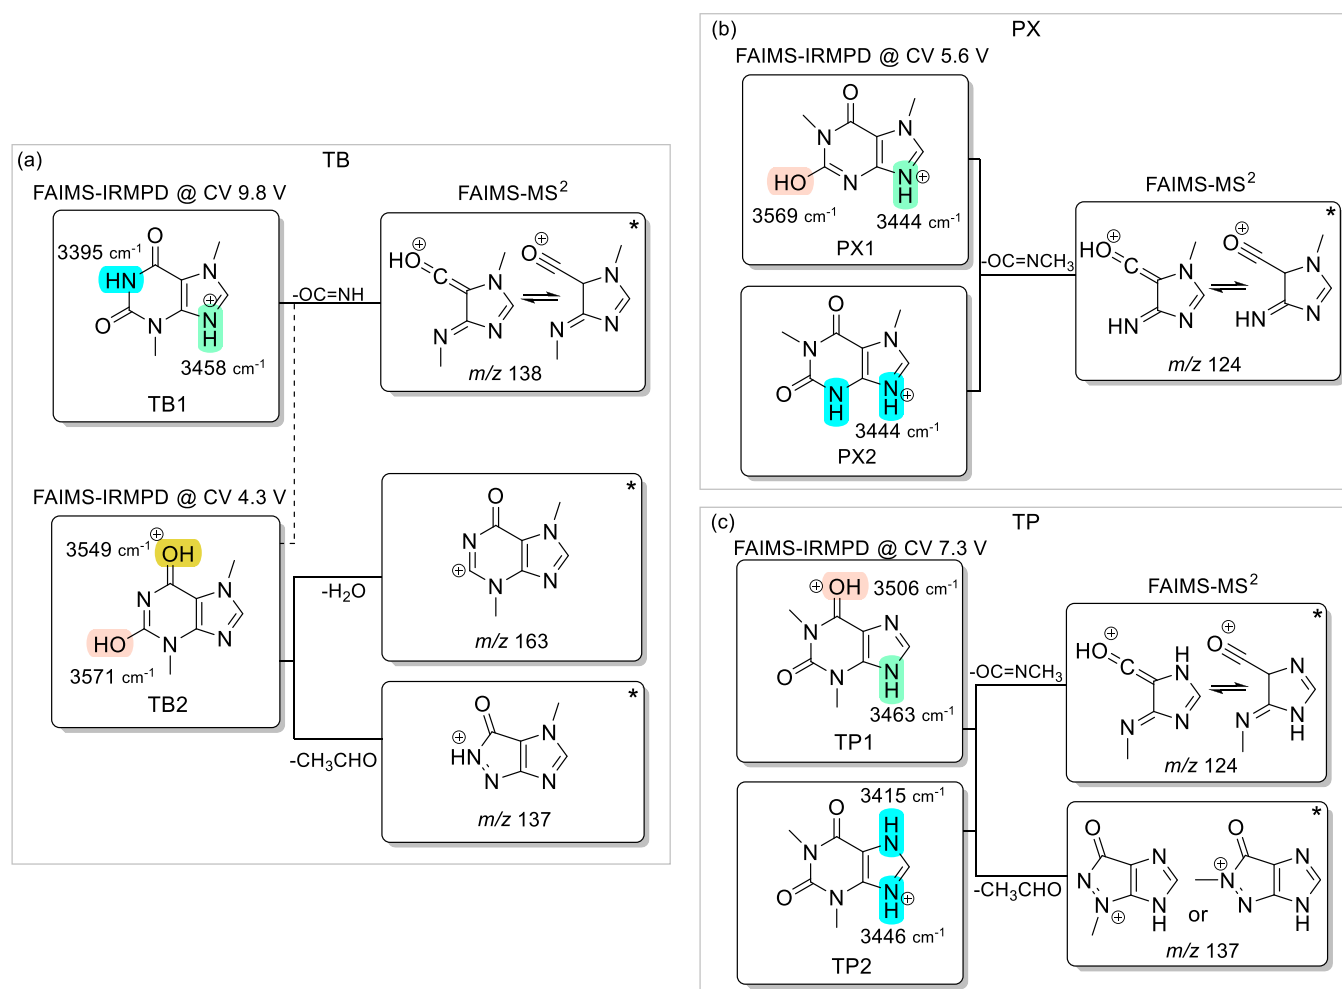 (a)
TB
FAIMS-IRMPD @ CV 9.8 V
FAIMS-MS²
3395 cm⁻¹
O
HN
N
O
N
N
H
⊕
3458 cm⁻¹
TB1
-OC=NH
⊕
HO
C
N
N
N
⊕
O
C
N
N
N
*
m/z 138
FAIMS-IRMPD @ CV 4.3 V
3549 cm⁻¹
⊕
OH
N
N
HO
N
N
3571 cm⁻¹
TB2
-H₂O
*
O
N
N
⊕
N
N
m/z 163
-CH₃CHO
*
O
⊕
HN
N
N
N
m/z 137
(b)
PX
FAIMS-IRMPD @ CV 5.6 V
O
N
N
HO
N
N
H
⊕
3569 cm⁻¹
3444 cm⁻¹
PX1
O
N
N
O
N
H
N
H
⊕
3444 cm⁻¹
PX2
-OC=NCH₃
FAIMS-MS²
*
⊕
HO
C
N
HN
N
⊕
O
C
N
HN
N
m/z 124
(c)
TP
FAIMS-IRMPD @ CV 7.3 V
⊕
OH
3506 cm⁻¹
N
N
O
N
N
H
3463 cm⁻¹
TP1
3415 cm⁻¹
O
H
N
N
O
N
N
H
⊕
3446 cm⁻¹
TP2
-OC=NCH₃
FAIMS-MS²
*
⊕
HO
C
H
N
N
N
⊕
O
C
N
N
N
H
m/z 124
-CH₃CHO
*
O
N
N
N
⊕
N
H
or
O
⊕
N
N
N
N
H
m/z 137